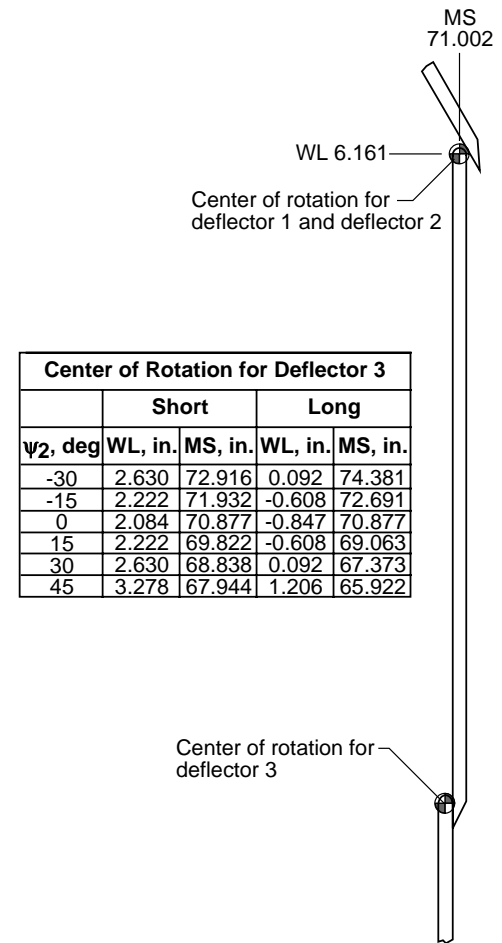 MS
71.002
WL 6.161
Center of rotation for
deflector 1 and deflector 2
Center of Rotation for Deflector 3
Short Long
ψ2, deg WL, in. MS, in. WL, in. MS, in.
-30 2.630 72.916 0.092 74.381
-15 2.222 71.932 -0.608 72.691
0 2.084 70.877 -0.847 70.877
15 2.222 69.822 -0.608 69.063
30 2.630 68.838 0.092 67.373
45 3.278 67.944 1.206 65.922
Center of rotation for
deflector 3